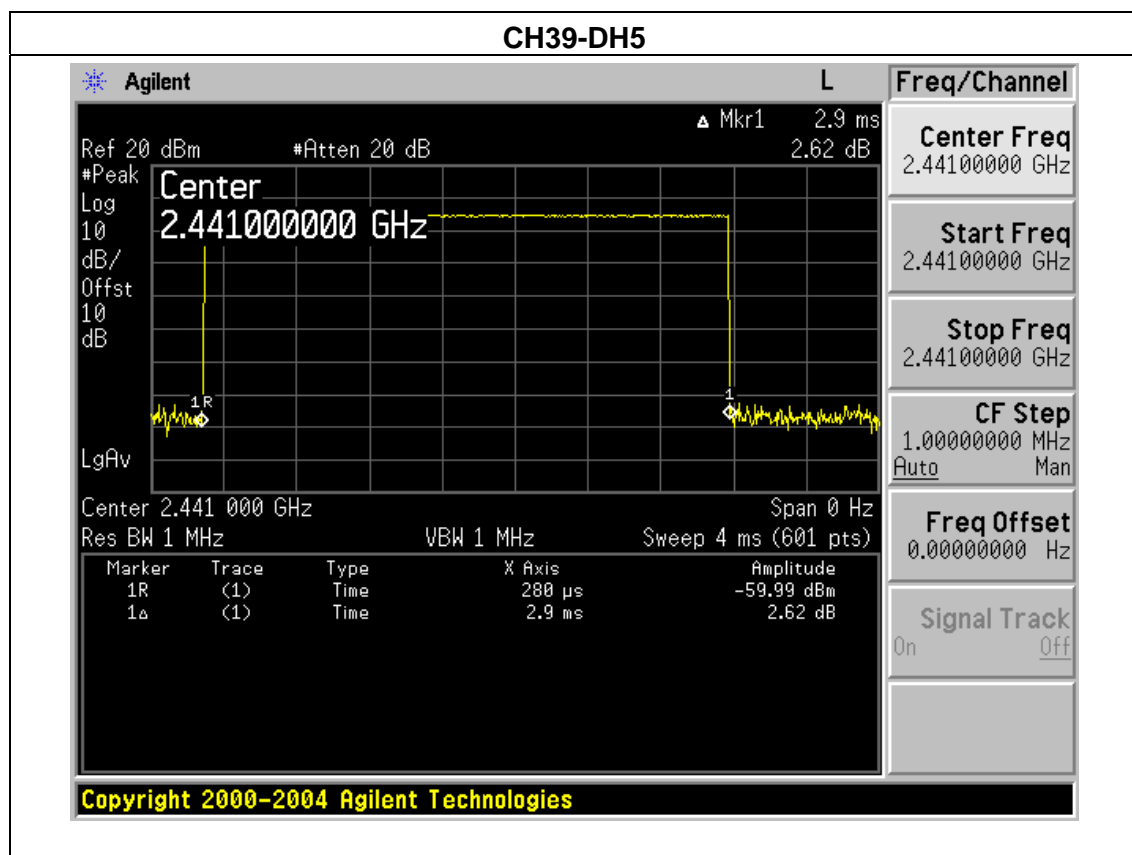 CH39-DH5
Agilent L
Δ Mkr1 2.9 ms
Ref 20 dBm #Atten 20 dB 2.62 dB
#Peak
Log
10
dB/
Offst
10
dB
LgAv
Center
2.441000000 GHz
1R
1
Center 2.441 000 GHz Span 0 Hz
Res BW 1 MHz VBW 1 MHz Sweep 4 ms (601 pts)
Marker Trace Type X Axis Amplitude
1R (1) Time 280 µs -59.99 dBm
1Δ (1) Time 2.9 ms 2.62 dB
Freq/Channel
Center Freq
2.44100000 GHz
Start Freq
2.44100000 GHz
Stop Freq
2.44100000 GHz
CF Step
1.00000000 MHz
Auto Man
Freq Offset
0.00000000 Hz
Signal Track
On Off
Copyright 2000-2004 Agilent Technologies